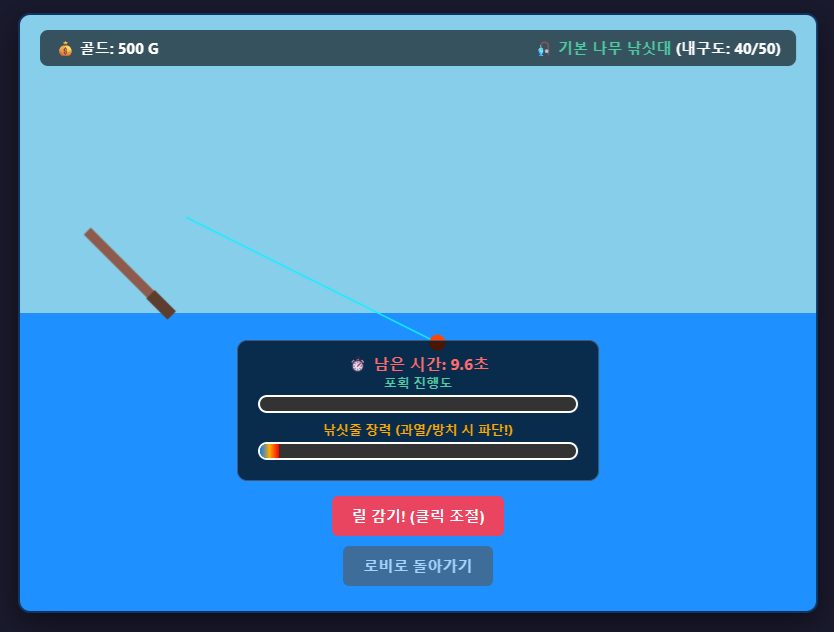 💰 골드: 500 G
🎣 기본 나무 낚싯대 (내구도: 40/50)
⏱️ 남은 시간: 9.6초
포획 진행도
낚싯줄 장력 (과열/방치 시 파단!)
릴 감기! (클릭 조절)
로비로 돌아가기